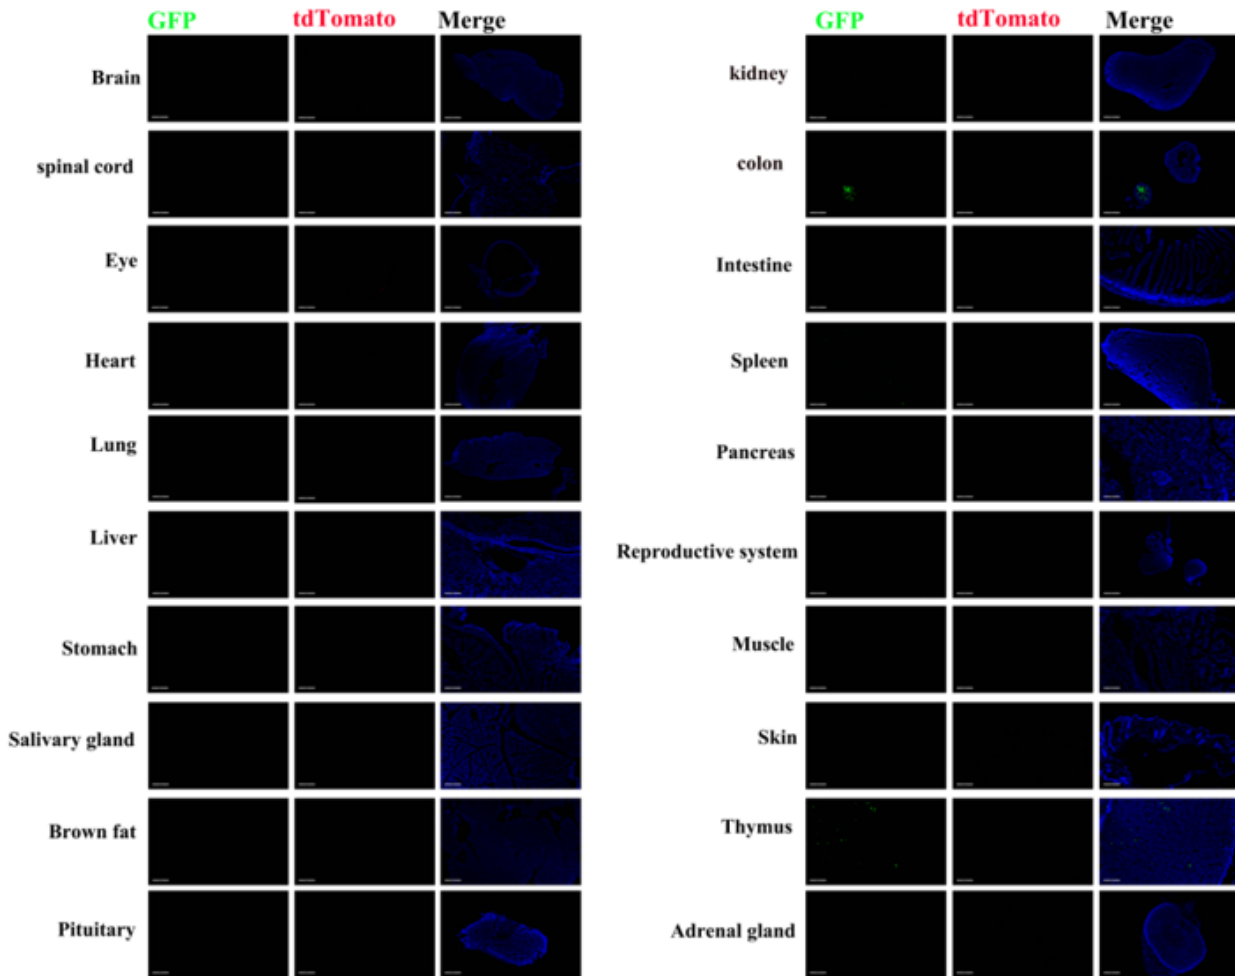 GFP tdTomato Merge
Brain
spinal cord
Eye
Heart
Lung
Liver
Stomach
Salivary gland
Brown fat
Pituitary
GFP tdTomato Merge
kidney
colon
Intestine
Spleen
Pancreas
Reproductive system
Muscle
Skin
Thymus
Adrenal gland